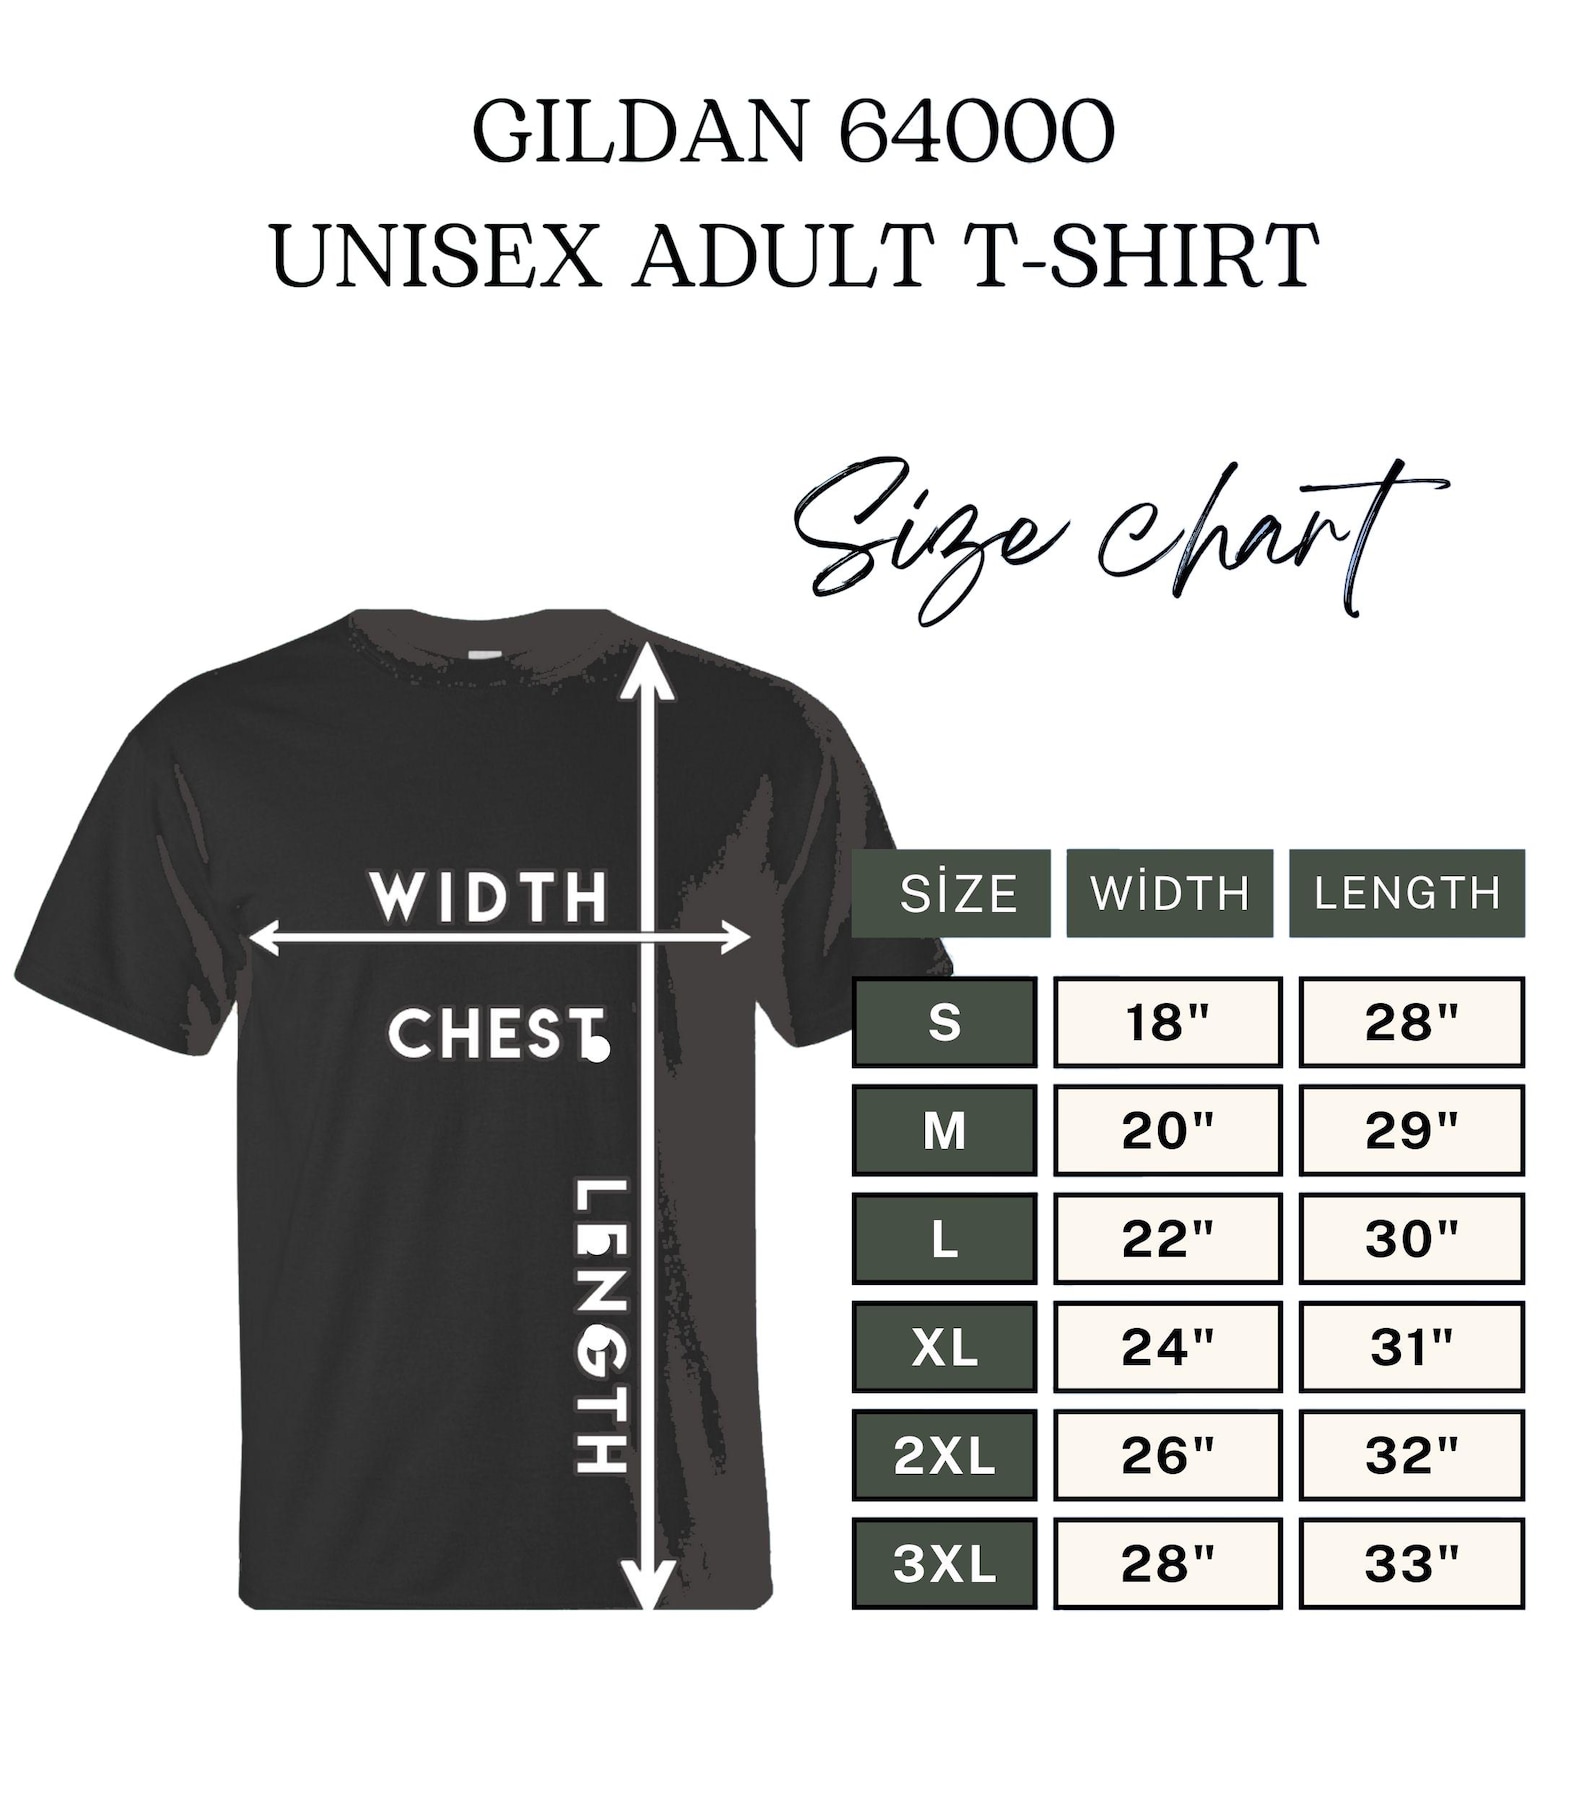 GILDAN 64000
UNISEX ADULT T-SHIRT
Size chart
WIDTH
CHEST
LENGTH
SİZE WİDTH LENGTH
S 18" 28"
M 20" 29"
L 22" 30"
XL 24" 31"
2XL 26" 32"
3XL 28" 33"